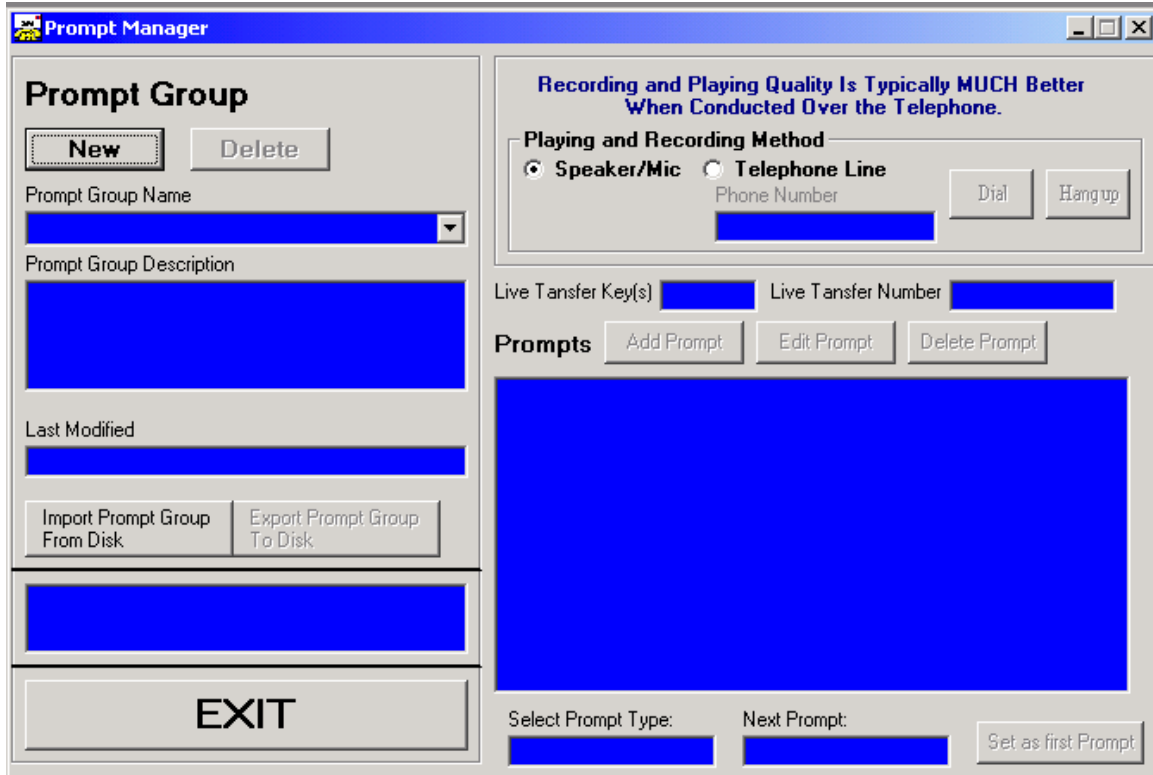 Prompt Manager
Prompt Group
New
Delete
Prompt Group Name
Prompt Group Description
Last Modified
Import Prompt Group
From Disk
Export Prompt Group
To Disk
EXIT
Recording and Playing Quality Is Typically MUCH Better
When Conducted Over the Telephone.
Playing and Recording Method
Speaker/Mic
Telephone Line
Phone Number
Dial
Hangup
Live Tansfer Key(s)
Live Tansfer Number
Prompts
Add Prompt
Edit Prompt
Delete Prompt
Select Prompt Type:
Next Prompt:
Set as first Prompt